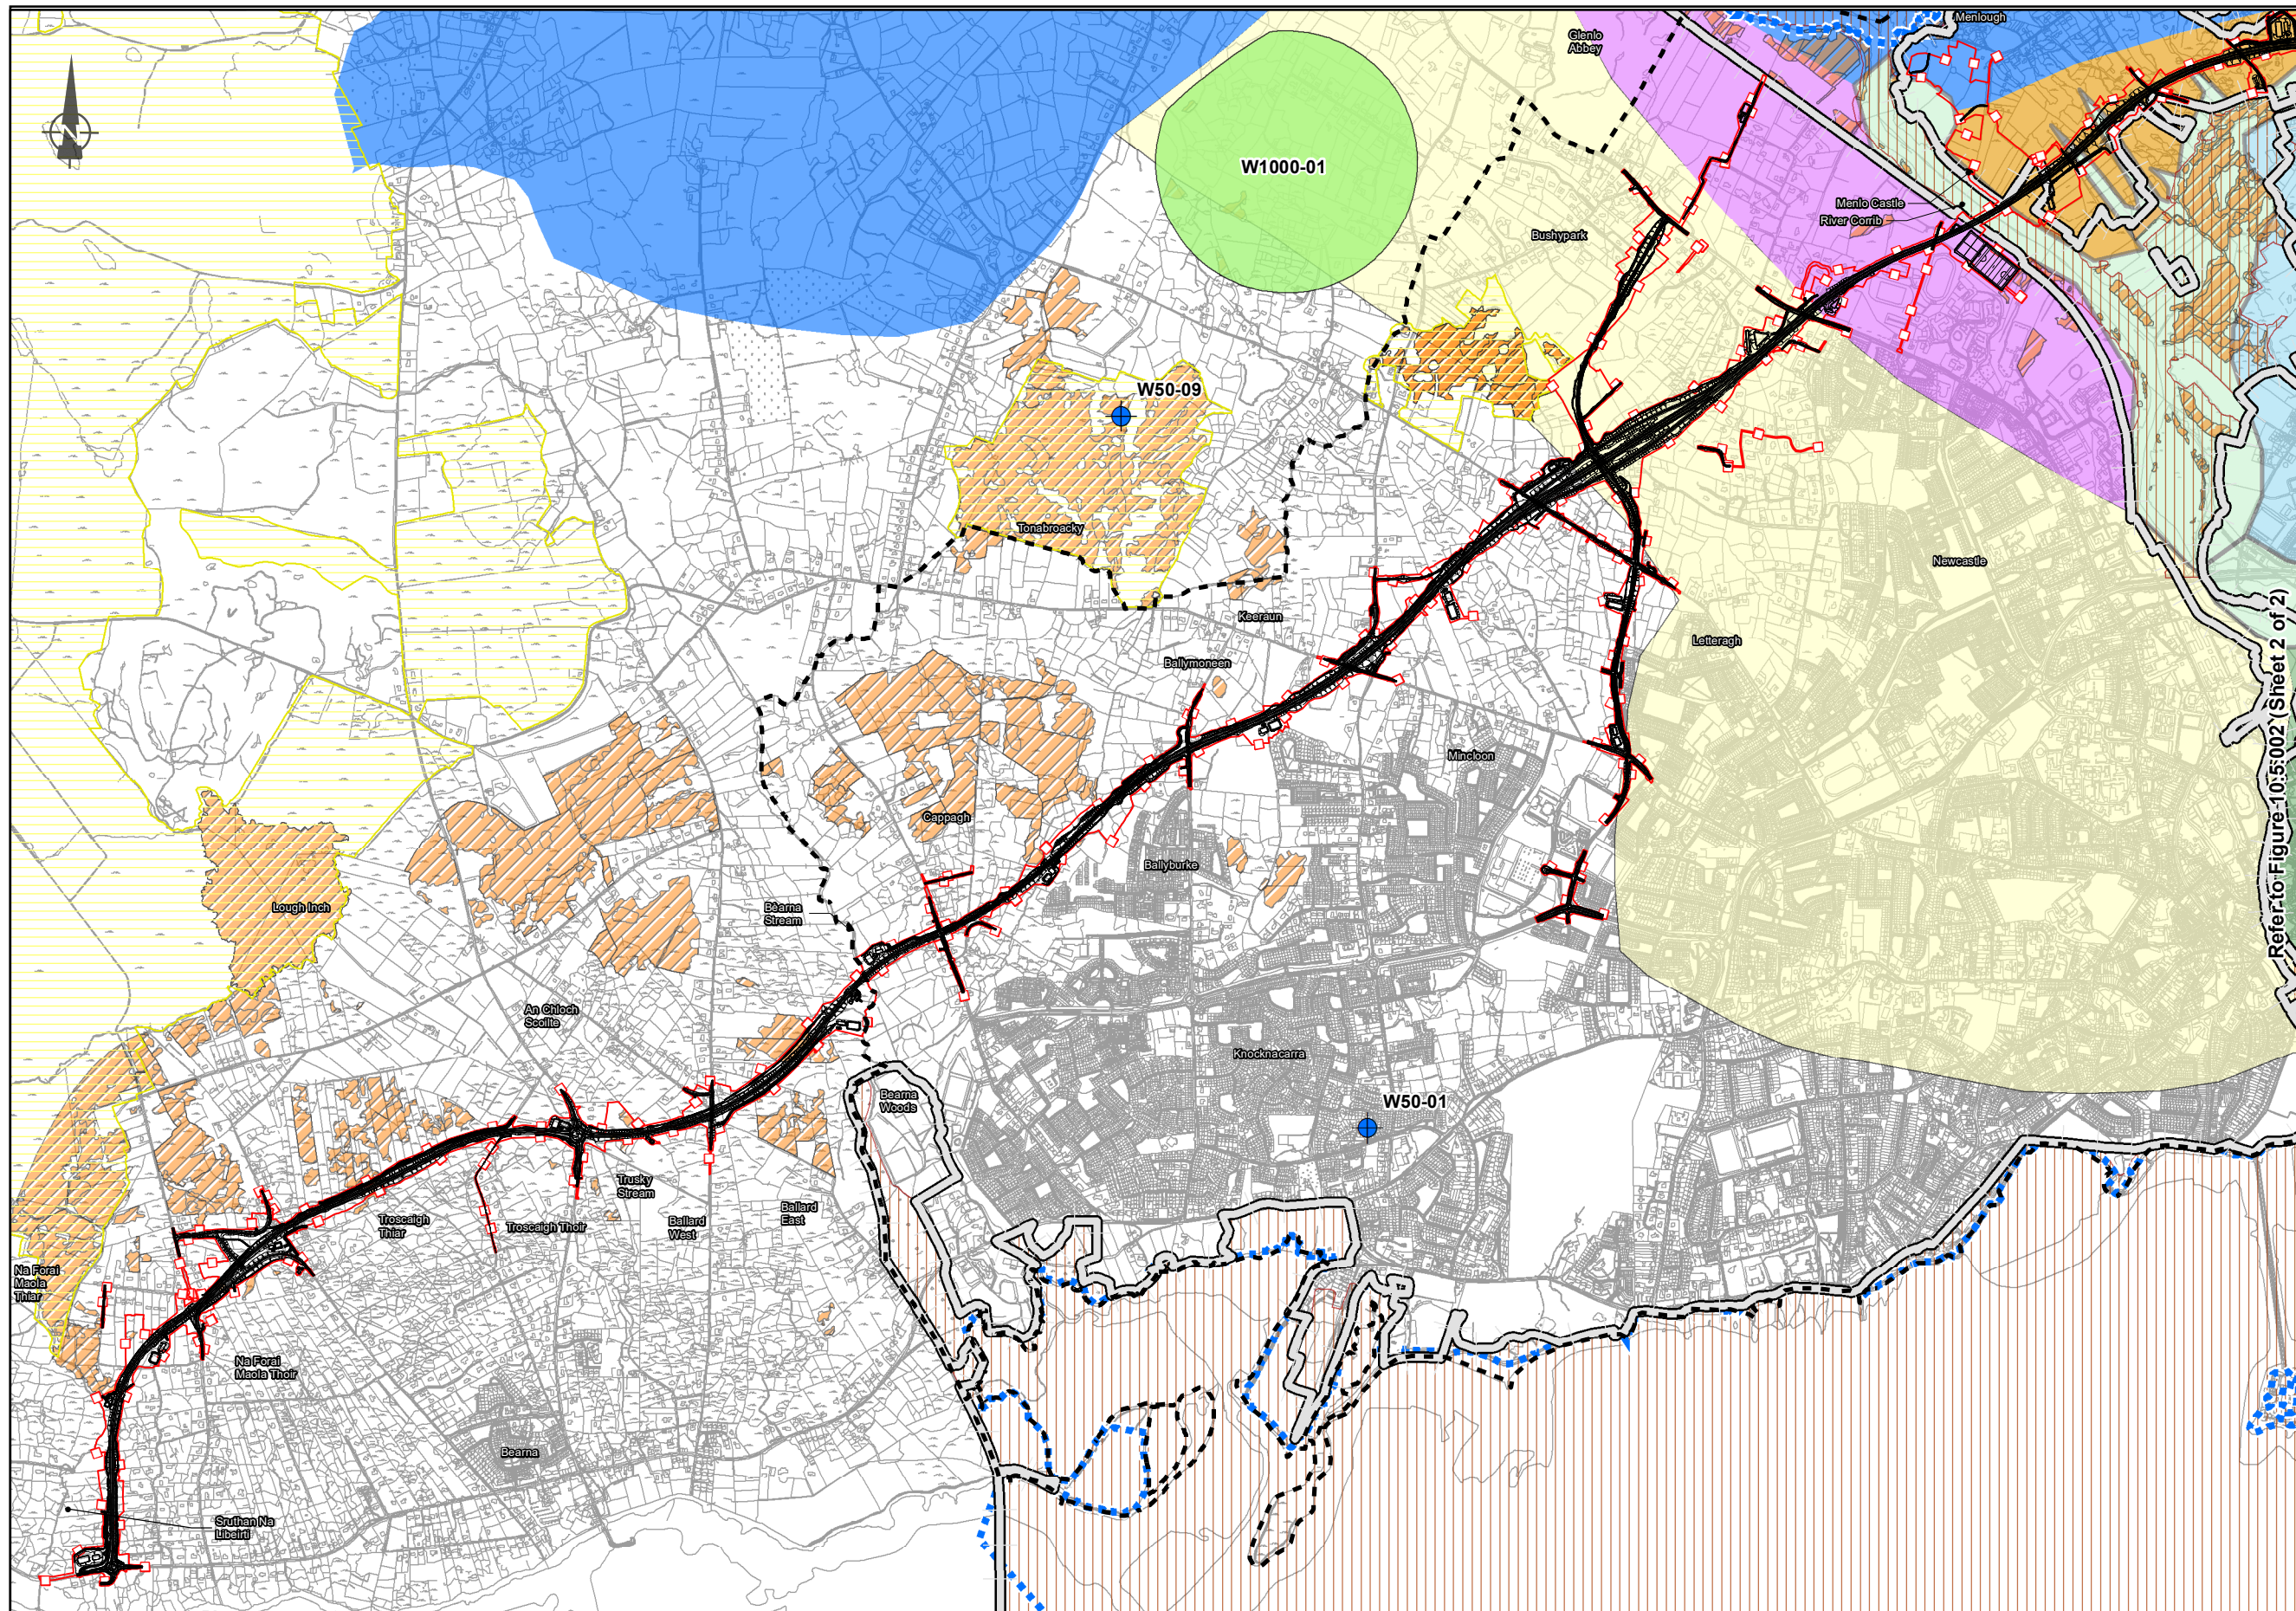 Menlough
Glenlo
Abbey
N
W1000-01
Menlo Castle
River Corrib
Bushypark
W50-09
Tonabroacky
Newcastle
Keeraun
Letteragh
Ballymoneen
Mincloon
Cappagh
Ballyburke
Lough Inch
Bearna
Stream
An Chloch
Scoilte
Knocknacarra
Bearna
Woods
W50-01
Trusky
Stream
Troscaigh
Thiar
Troscaigh Thoir
Ballard
West
Ballard
East
Na Forai
Maola
Thiar
Na Forai
Maola Thoir
Bearna
Sruthan Na
Libeirti
Refer to Figure 10.5.002 (Sheet 2 of 2)